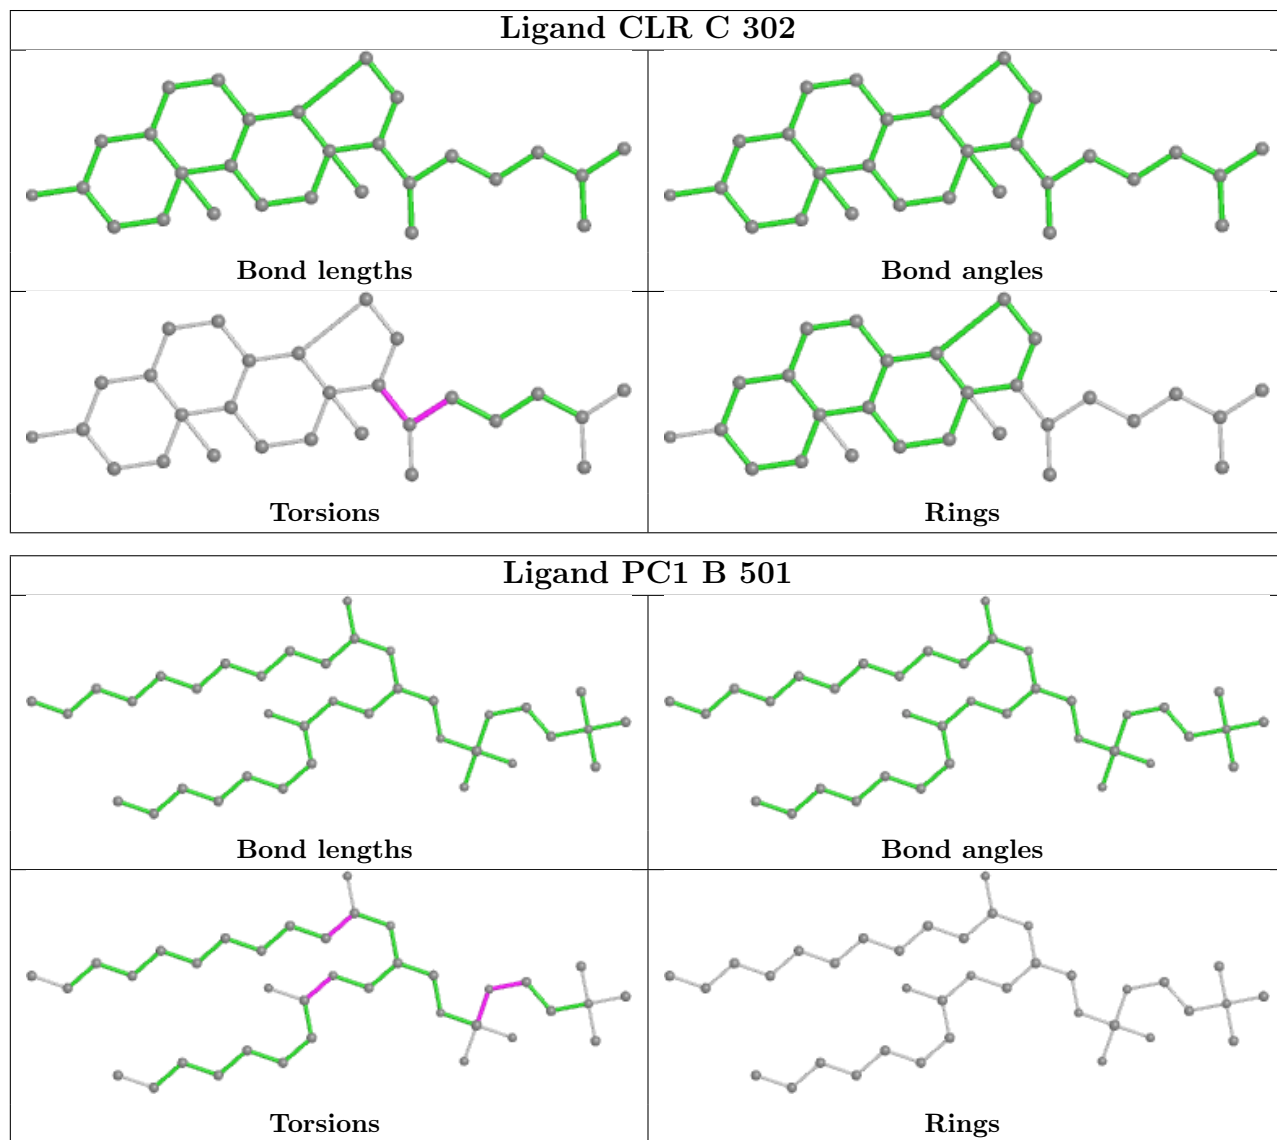 Ligand CLR C 302
Bond lengths
Bond angles
Torsions
Rings
Ligand PC1 B 501
Bond lengths
Bond angles
Torsions
Rings